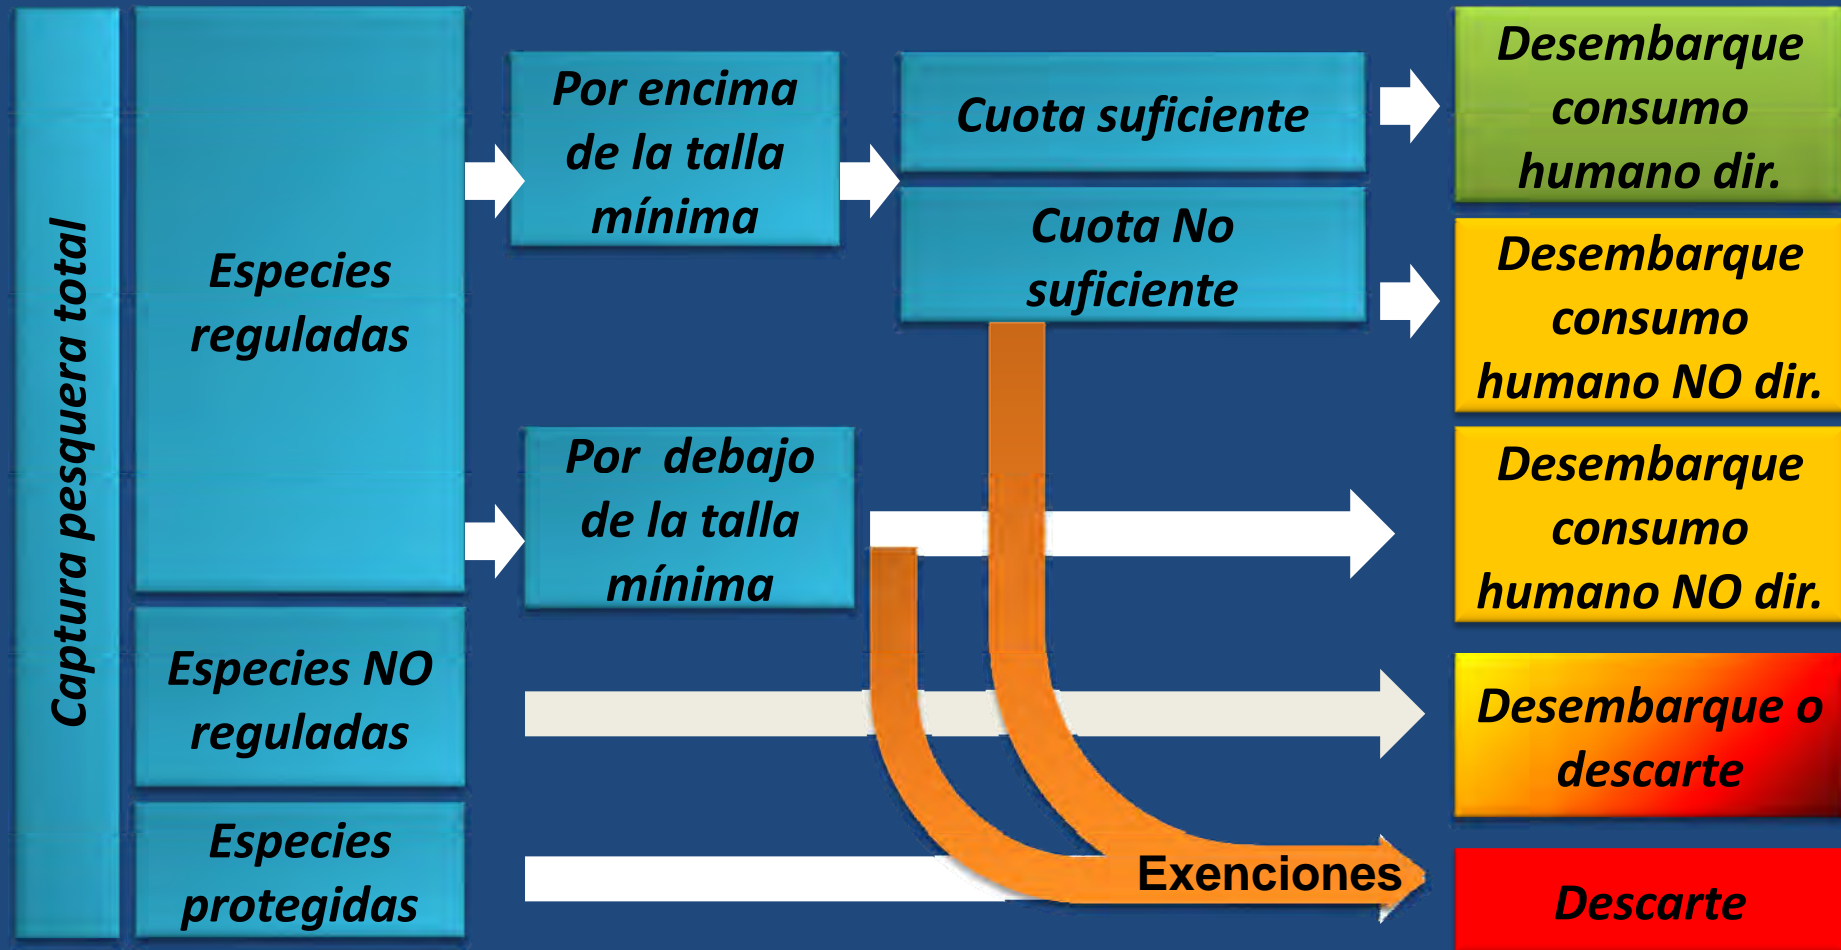 Captura pesquera total
Especies
reguladas
Especies NO
reguladas
Especies
protegidas
Por encima
de la talla
mínima
Por debajo
de la talla
mínima
Cuota suficiente
Cuota No
suficiente
Exenciones
Desembarque
consumo
humano dir.
Desembarque
consumo
humano NO dir.
Desembarque
consumo
humano NO dir.
Desembarque o
descarte
Descarte